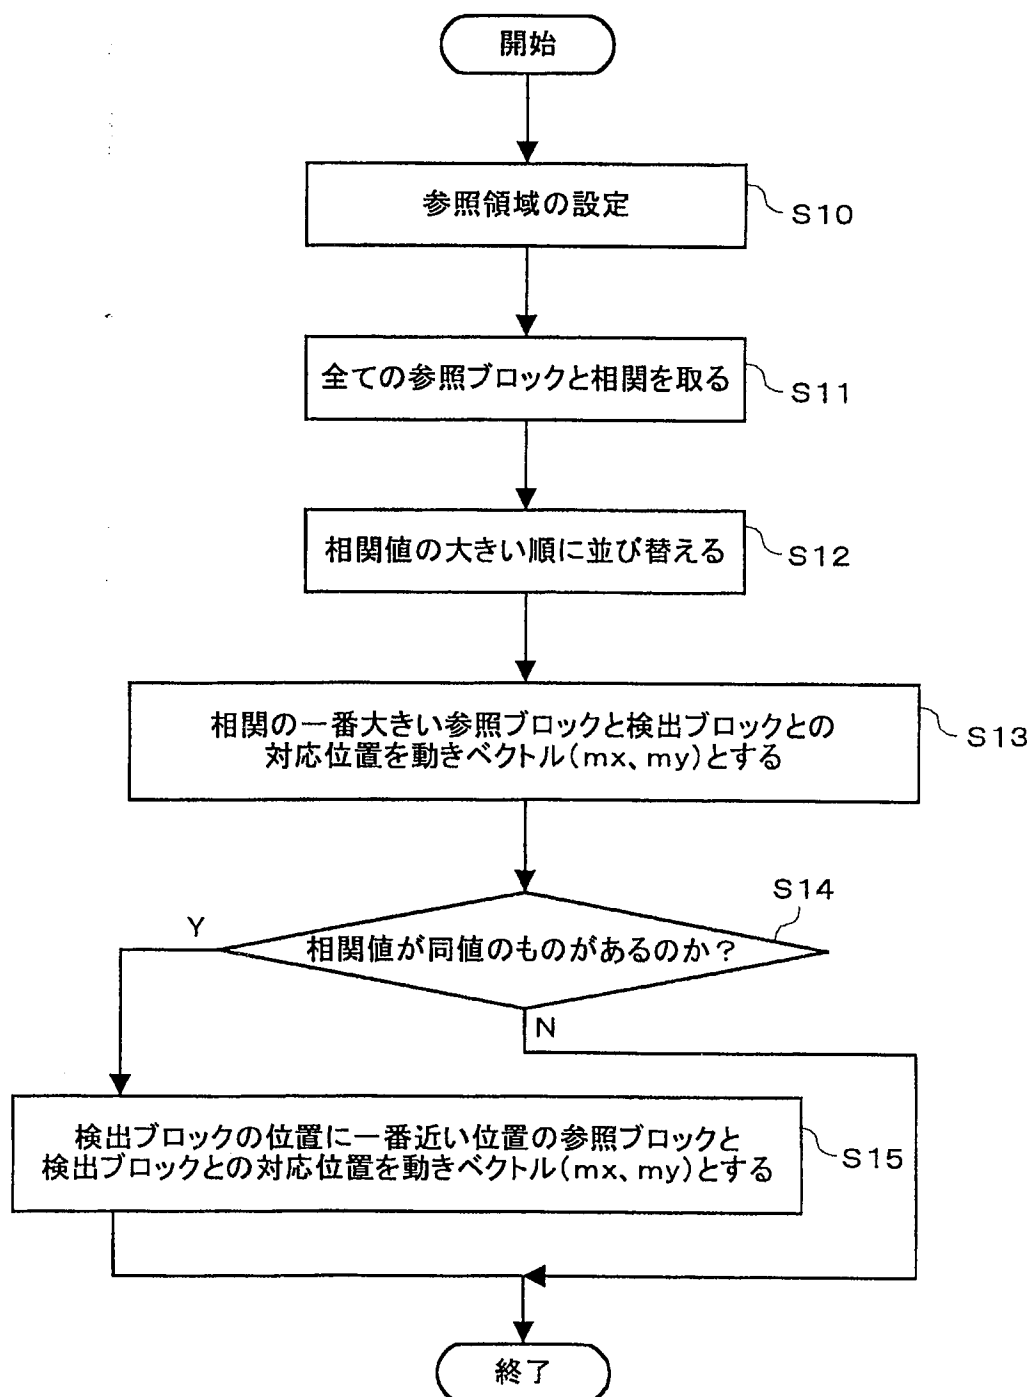 開始
参照領域の設定
S10
全ての参照ブロックと相関を取る
S11
相関値の大きい順に並び替える
S12
相関の一番大きい参照ブロックと検出ブロックとの
対応位置を動きベクトル(mx、my)とする
S13
S14
相関値が同値のものがあるのか？
Y
N
検出ブロックの位置に一番近い位置の参照ブロックと
検出ブロックとの対応位置を動きベクトル(mx、my)とする
S15
終了